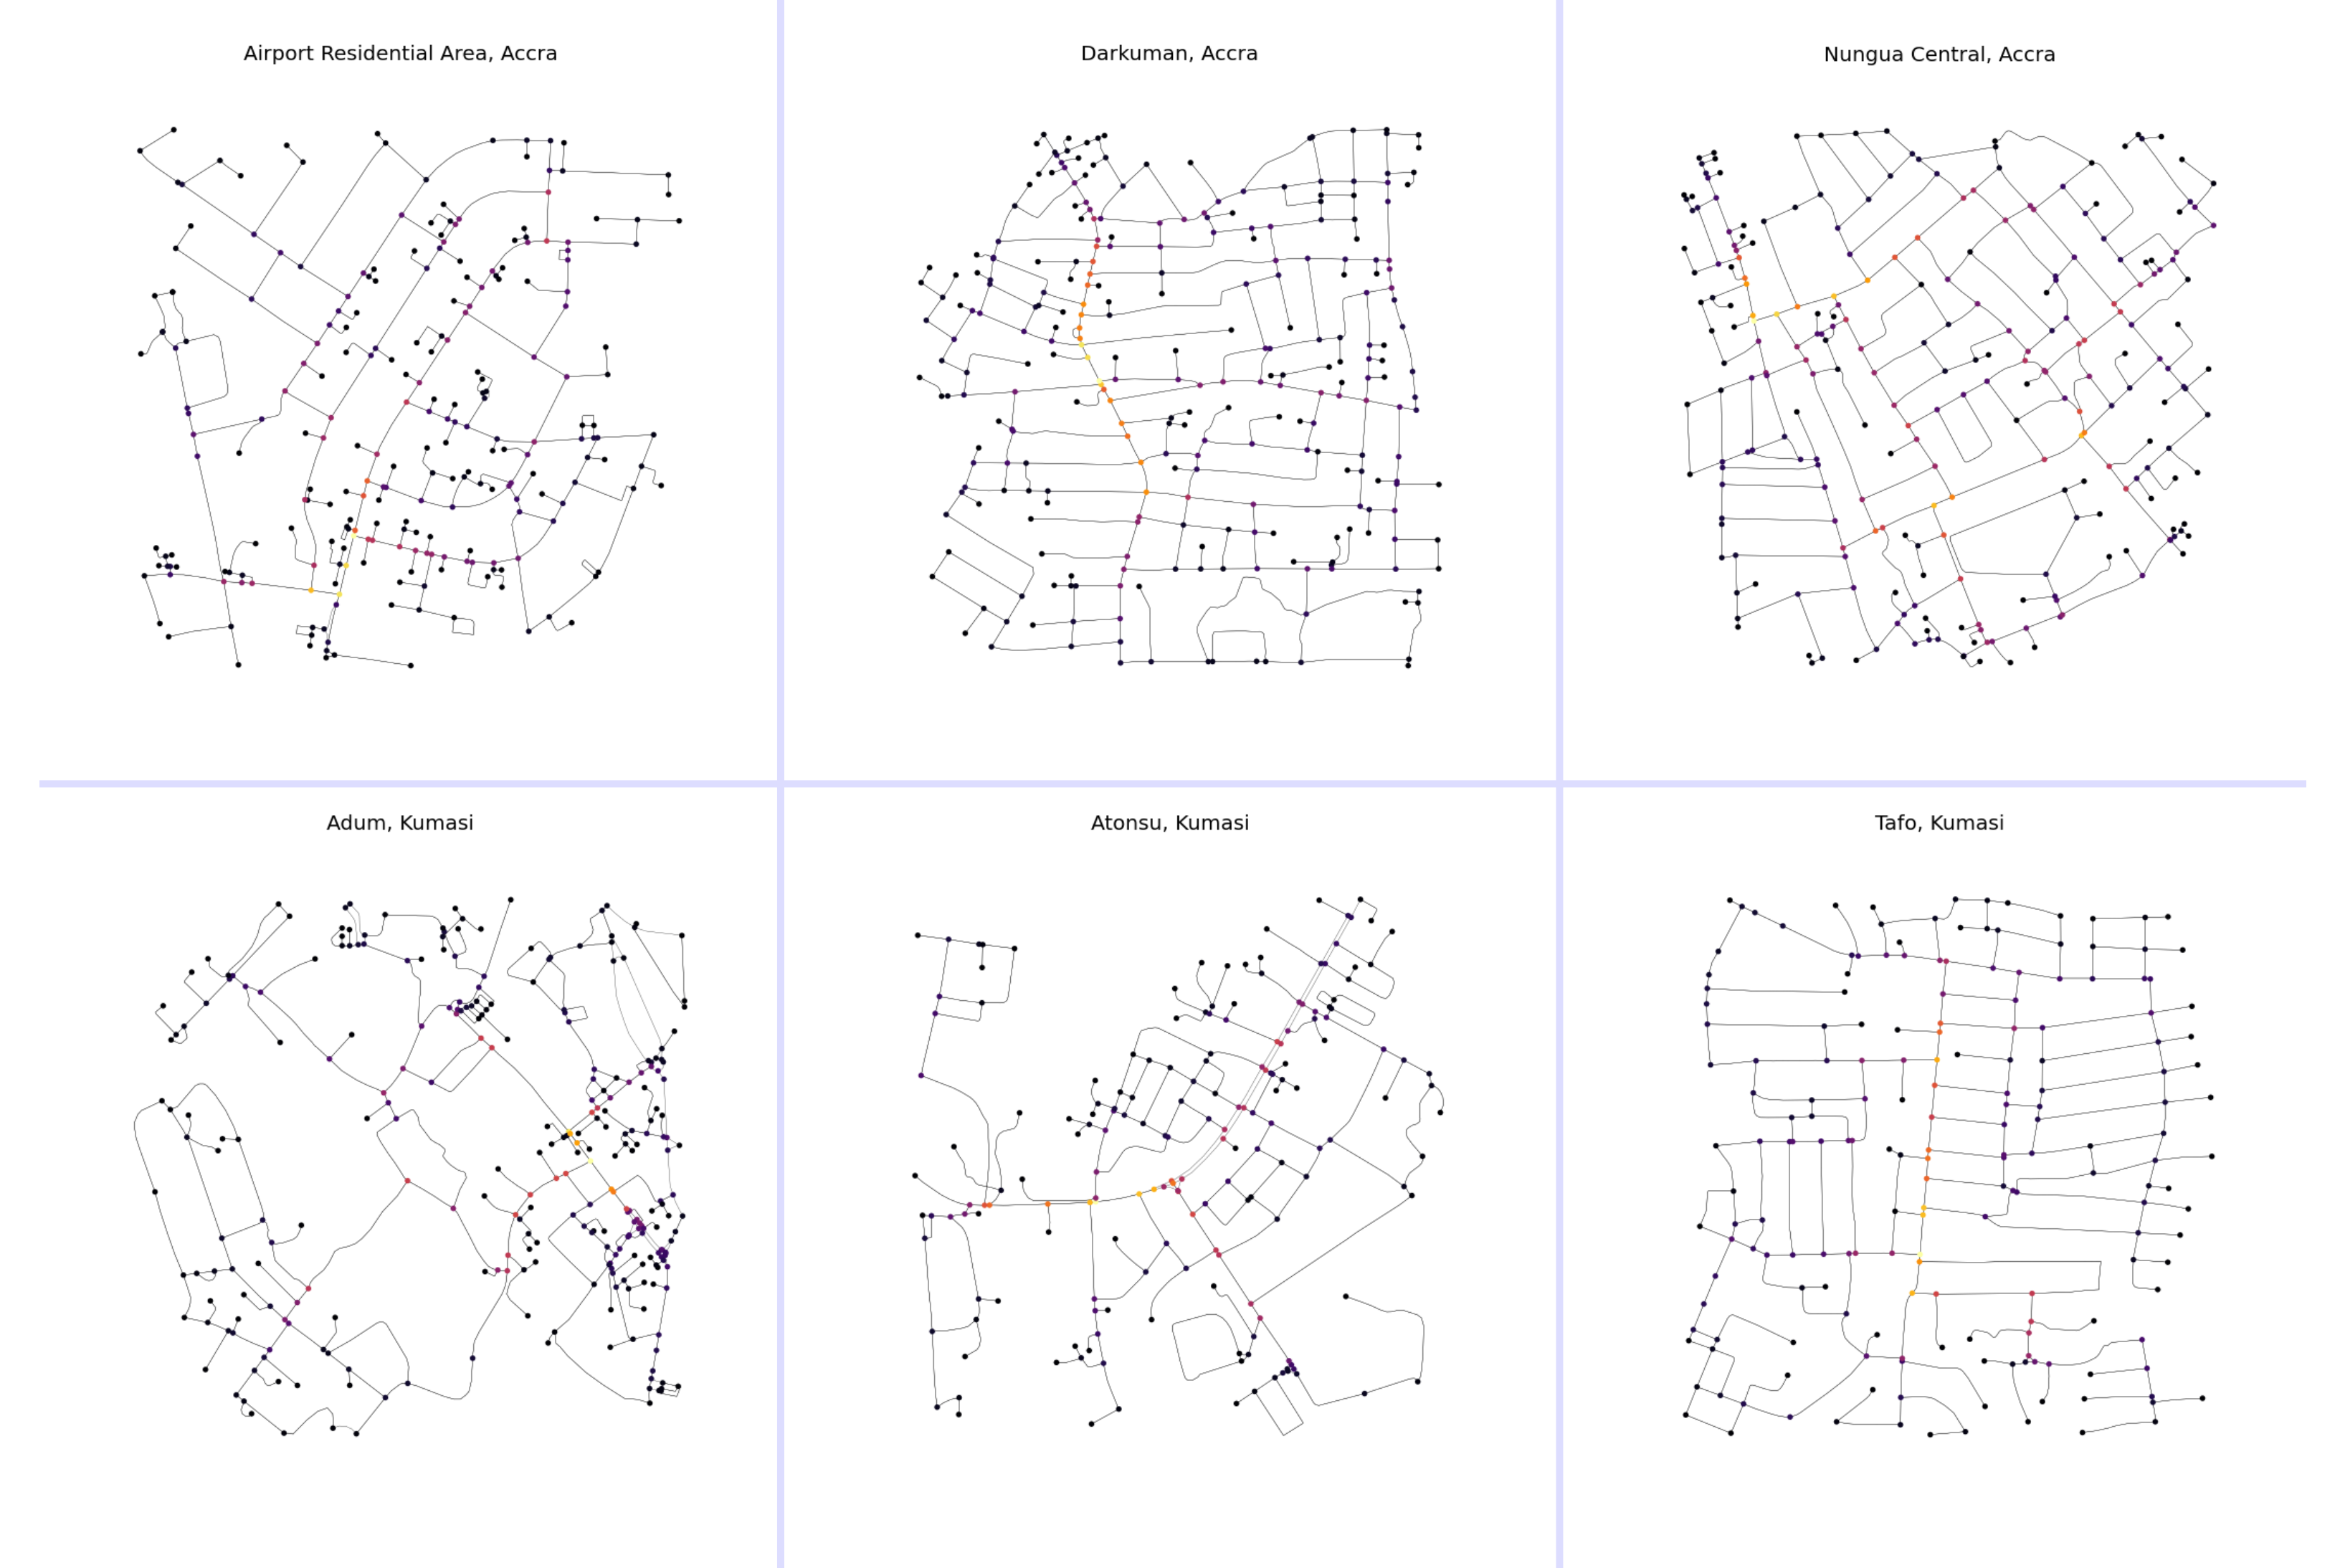 Airport Residential Area, Accra
Darkuman, Accra
Nungua Central, Accra
Adum, Kumasi
Atonsu, Kumasi
Tafo, Kumasi